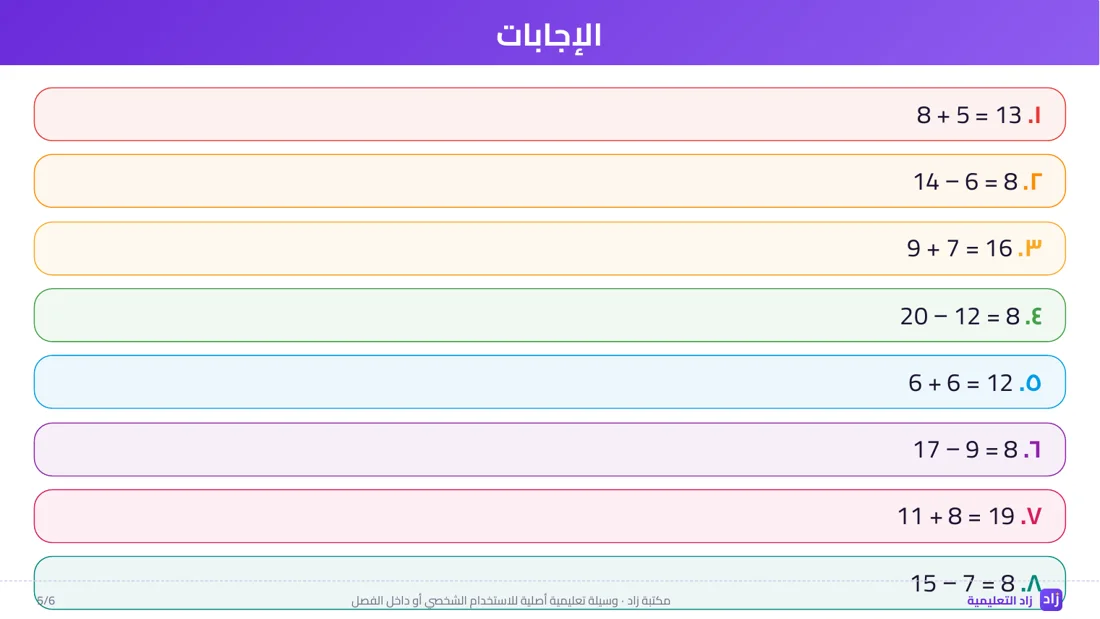 الإجابات
١. 8 + 5 = 13
٢. 14 − 6 = 8
٣. 9 + 7 = 16
٤. 20 − 12 = 8
٥. 6 + 6 = 12
٦. 17 − 9 = 8
٧. 11 + 8 = 19
٨. 15 − 7 = 8
زاد زاد التعليمية
مكتبة زاد · وسيلة تعليمية أصلية للاستخدام الشخصي أو داخل الفصل
5/6